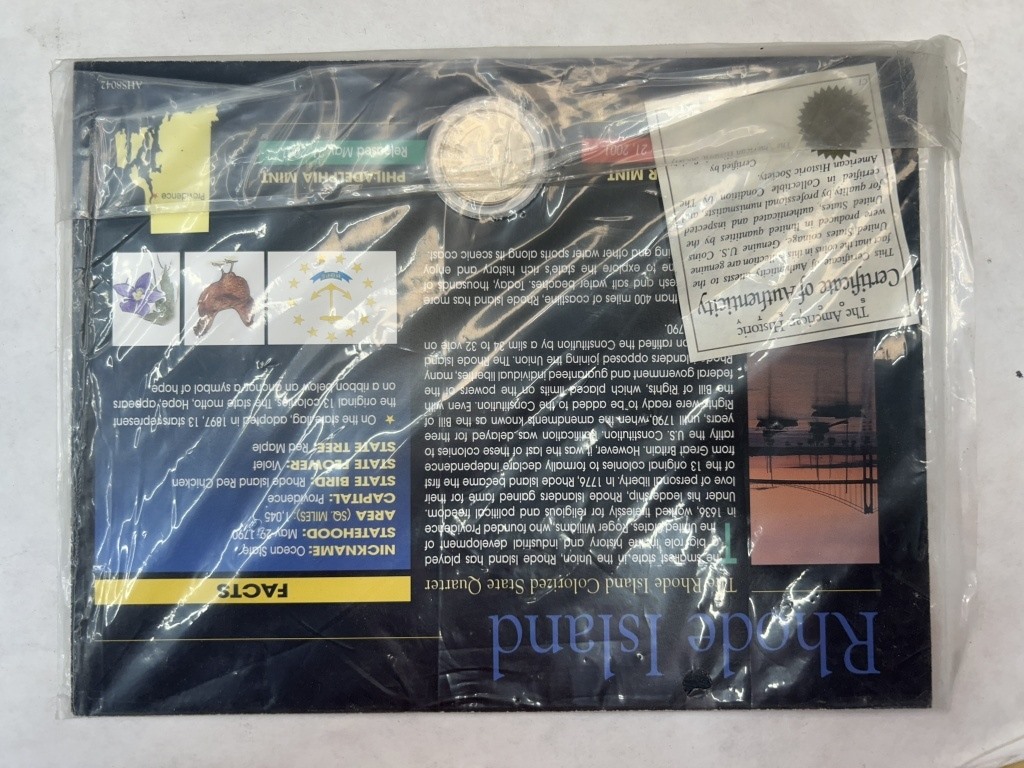 Rhode Island
The Rhode Island Colorized State Quarter
The smallest state in the Union, Rhode Island has played
big role in the history and industrial development of
the United States. Roger Williams, who founded Providence
in 1636, worked tirelessly for religious and political freedom.
Under his leadership, Rhode Islanders gained fame for their
love of personal liberty. In 1776, Rhode Island became the first
of the 13 original colonies to formally declare independence
from Great Britain. However, it was the last of these colonies to
ratify the U.S. Constitution. Ratification was delayed for three
years, until 1790, when the amendments known as the Bill of
Rights were ready to be added to the Constitution. Even with
the Bill of Rights, which placed limits on the powers of the
federal government and guaranteed individual liberties, many
Rhode Islanders opposed joining the Union. The Rhode Island
ratified the Constitution by a slim 34 to 32 vote on
790.
than 400 miles of coastline, Rhode Island has more
fresh and salt water beaches. Today, thousands of
to explore the state's rich history and enjoy
and other water sports along its scenic coast.
FACTS
NICKNAME: Ocean State
STATEHOOD: May 29, 1790
AREA (SQ. MILES): 1,045
CAPITAL: Providence
STATE BIRD: Rhode Island Red Chicken
STATE FLOWER: Violet
STATE TREE: Red Maple
★ On the state flag, adopted in 1897, 13 stars represent
the original 13 colonies. The state motto, Hope, appears
on a ribbon below an anchor, a symbol of hope.
The American Historic
SOCIETY
Certificate of Authenticity
This Certificate of Authenticity attests to the
fact that the coins in this collection are genuine
United States coinage. Genuine U.S. Coins
were produced in limited quantities by the
United States, authenticated and inspected
for quality by professional numismatists and
certified in Collectible Condition by The
American Historic Society.
Certified by
R MINT
21, 2001
PHILADELPHIA MINT
Released May
Providence ★
AHS8042